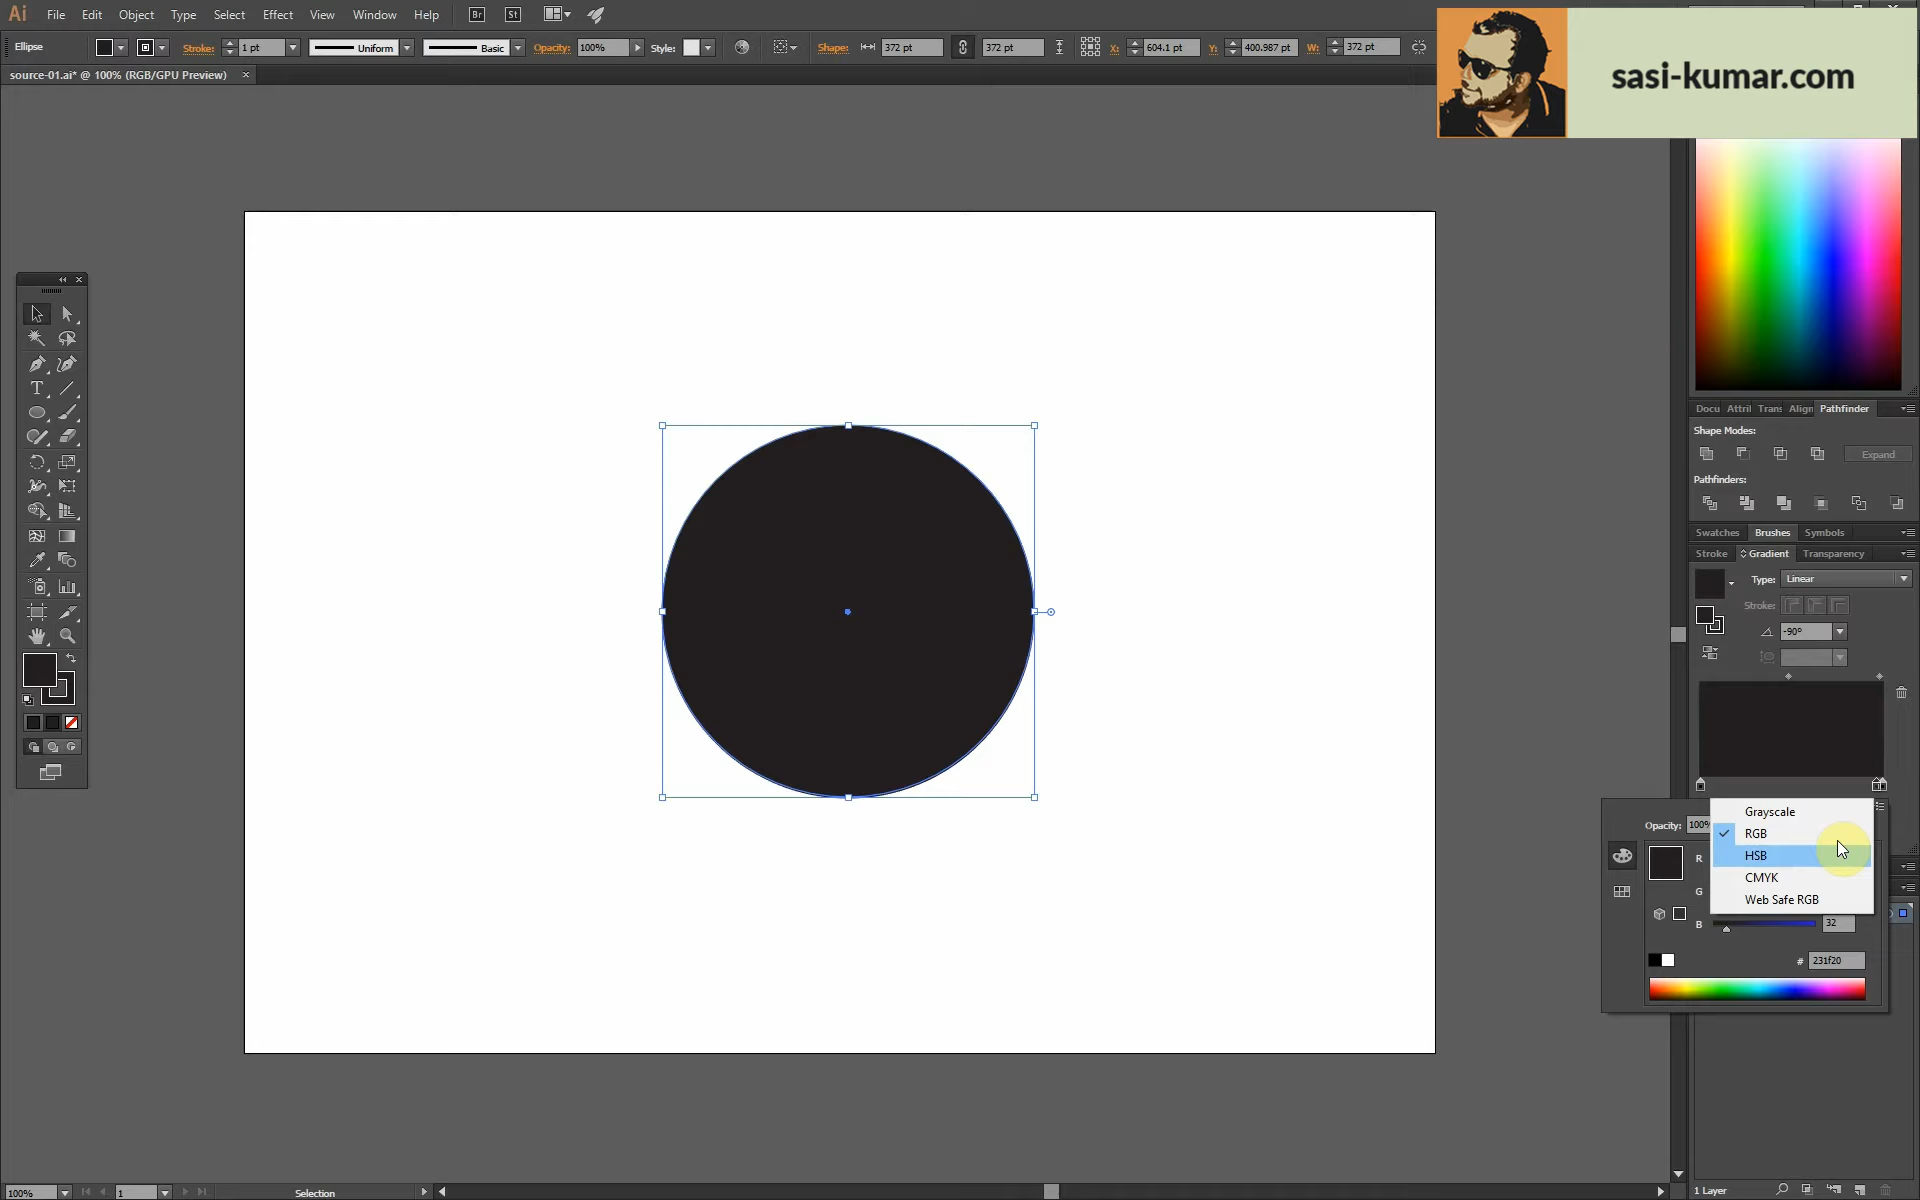 Ai File Edit Object Type Select Effect View Window Help Br St
Ellipse Stroke: 1 pt Uniform Basic Opacity: 100% Style: Shape: 372 pt 372 pt X: 604.1 pt Y: 400.987 pt W: 372 pt
sasi-kumar.com
source-01.ai* @ 100% (RGB/GPU Preview)
Docu Attril Trans Align Pathfinder
Shape Modes:
Expand
Pathfinders:
Swatches Brushes Symbols
Stroke Gradient Transparency
Type: Linear
Stroke:
-90°
Grayscale
Opacity: 100%
RGB
HSB
R
CMYK
G
Web Safe RGB
B 32
# 231f20
100% 1 Selection 1 Layer